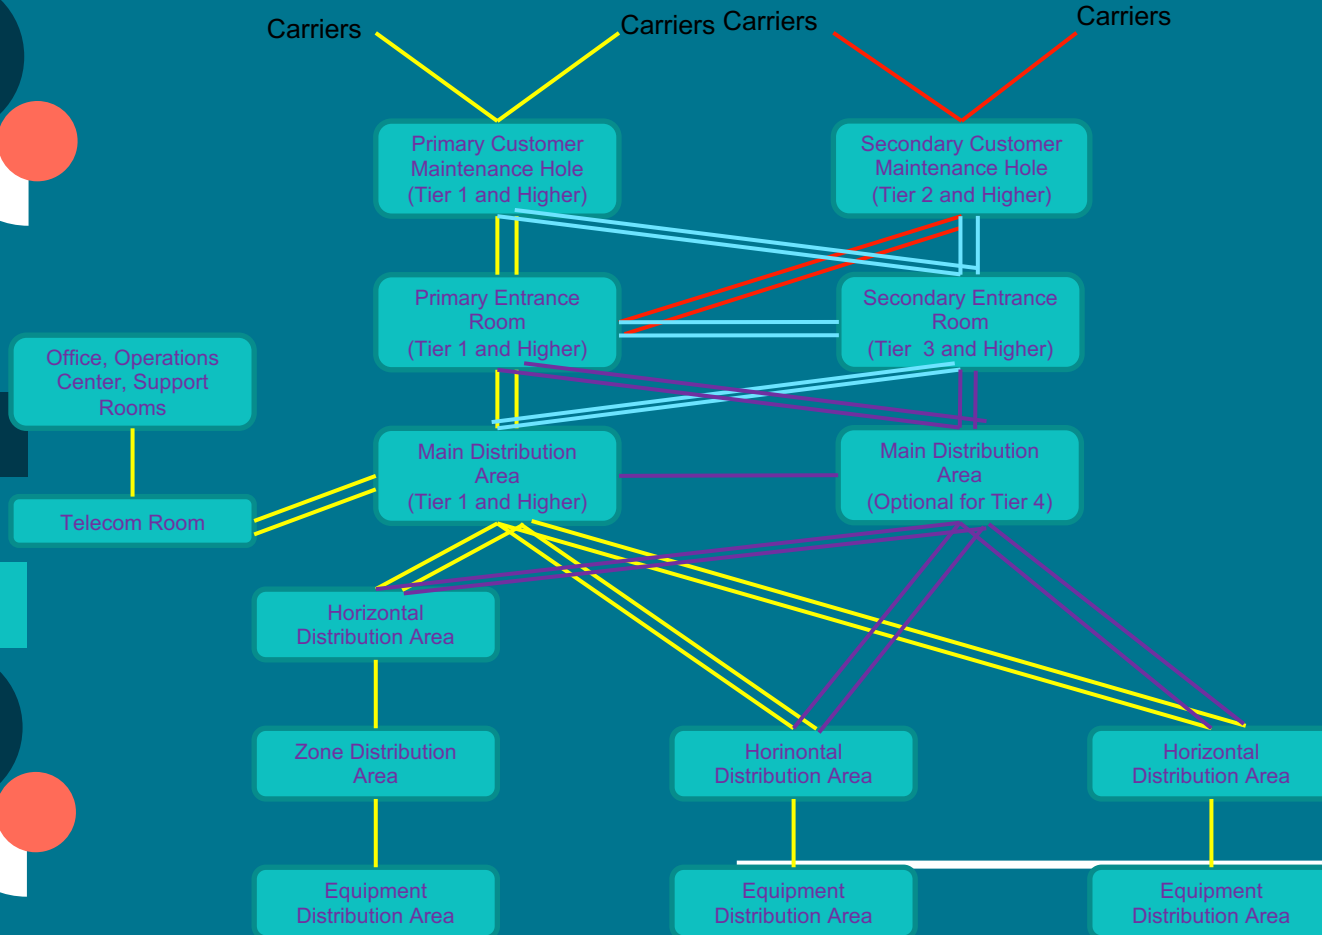 Carriers
Carriers Carriers
Carriers
Primary Customer
Maintenance Hole
(Tier 1 and Higher)
Secondary Customer
Maintenance Hole
(Tier 2 and Higher)
Primary Entrance
Room
(Tier 1 and Higher)
Secondary Entrance
Room
(Tier 3 and Higher)
Office, Operations
Center, Support
Rooms
Main Distribution
Area
(Tier 1 and Higher)
Main Distribution
Area
(Optional for Tier 4)
Telecom Room
Horizontal
Distribution Area
Zone Distribution
Area
Horinontal
Distribution Area
Horizontal
Distribution Area
Equipment
Distribution Area
Equipment
Distribution Area
Equipment
Distribution Area